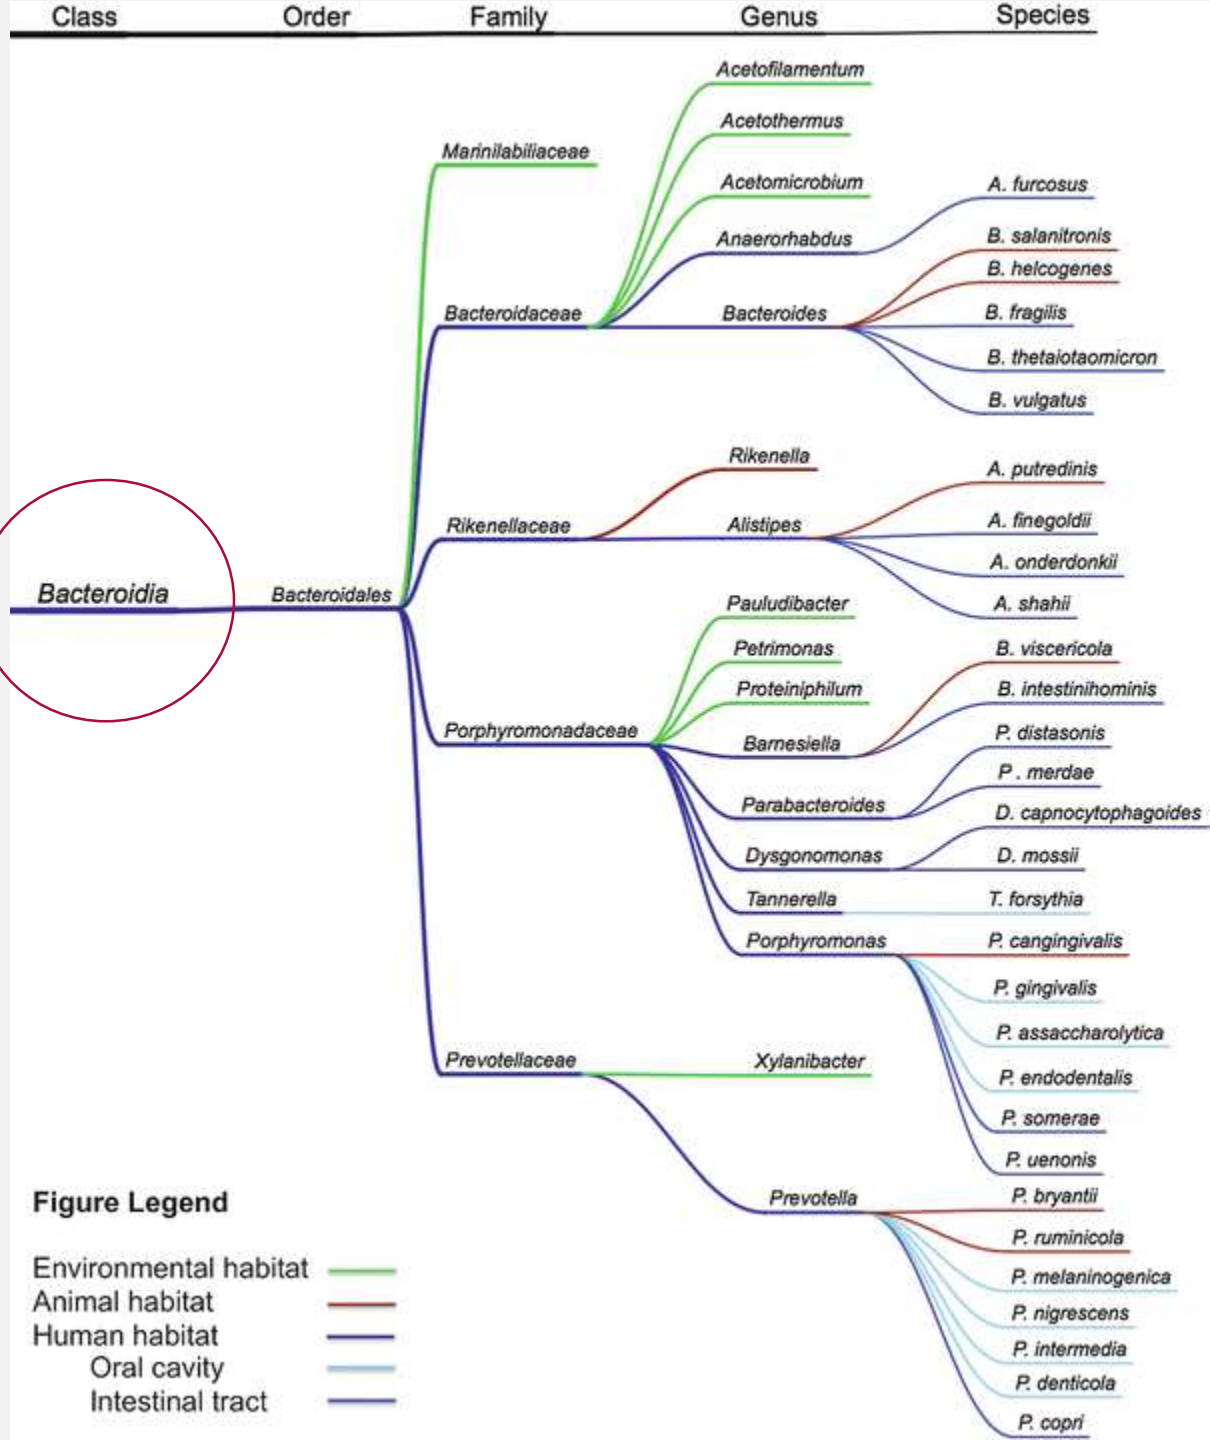 Class Order Family Genus Species
Acetofilamentum
Acetothermus
Marinilabiliaceae
Acetomicrobium
A. furcosus
Anaerorhabdus
B. salanitronis
B. helcogenes
Bacteroidaceae Bacteroides B. fragilis
B. thetaiotaomicron
B. vulgatus
Rikenella
A. putredinis
Rikenellaceae Alistipes A. finegoldii
A. onderdonkii
Bacteroidia Bacteroidales
Pauludibacter A. shahii
Petrimonas B. viscericola
Proteiniphilum B. intestinihominis
Porphyromonadaceae P. distasonis
Barnesiella
P . merdae
Parabacteroides
D. capnocytophagoides
Dysgonomonas D. mossii
Tannerella T. forsythia
Porphyromonas P. cangingivalis
P. gingivalis
P. assaccharolytica
Prevotellaceae Xylanibacter
P. endodentalis
P. somerae
P. uenonis
Prevotella P. bryantii
Figure Legend
P. ruminicola
Environmental habitat
P. melaninogenica
Animal habitat
P. nigrescens
Human habitat
P. intermedia
Oral cavity
P. denticola
Intestinal tract
P. copri